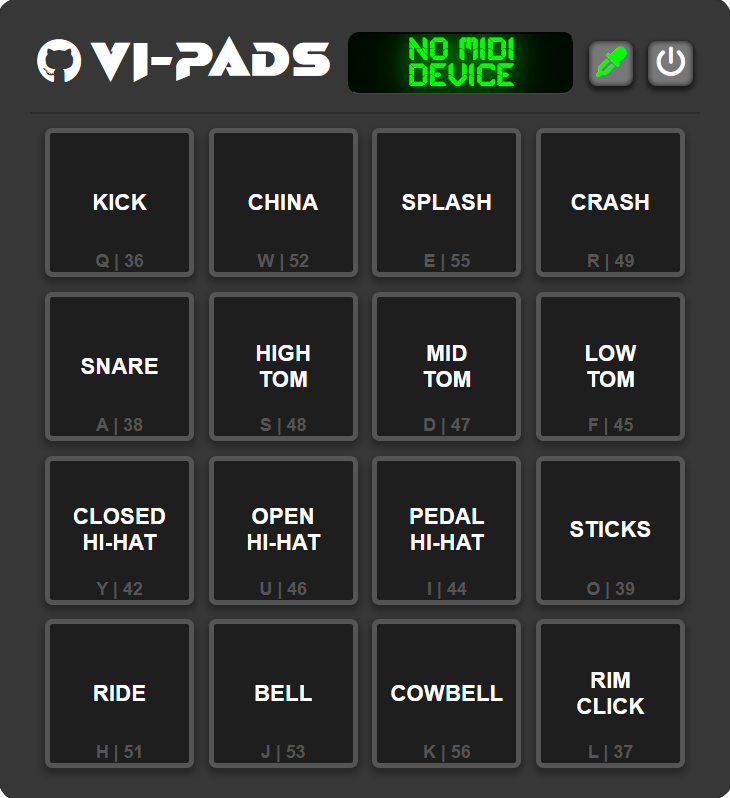 VI-PADS
NO MIDI
DEVICE
KICK
Q | 36
CHINA
W | 52
SPLASH
E | 55
CRASH
R | 49
SNARE
A | 38
HIGH
TOM
S | 48
MID
TOM
D | 47
LOW
TOM
F | 45
CLOSED
HI-HAT
Y | 42
OPEN
HI-HAT
U | 46
PEDAL
HI-HAT
I | 44
STICKS
O | 39
RIDE
H | 51
BELL
J | 53
COWBELL
K | 56
RIM
CLICK
L | 37